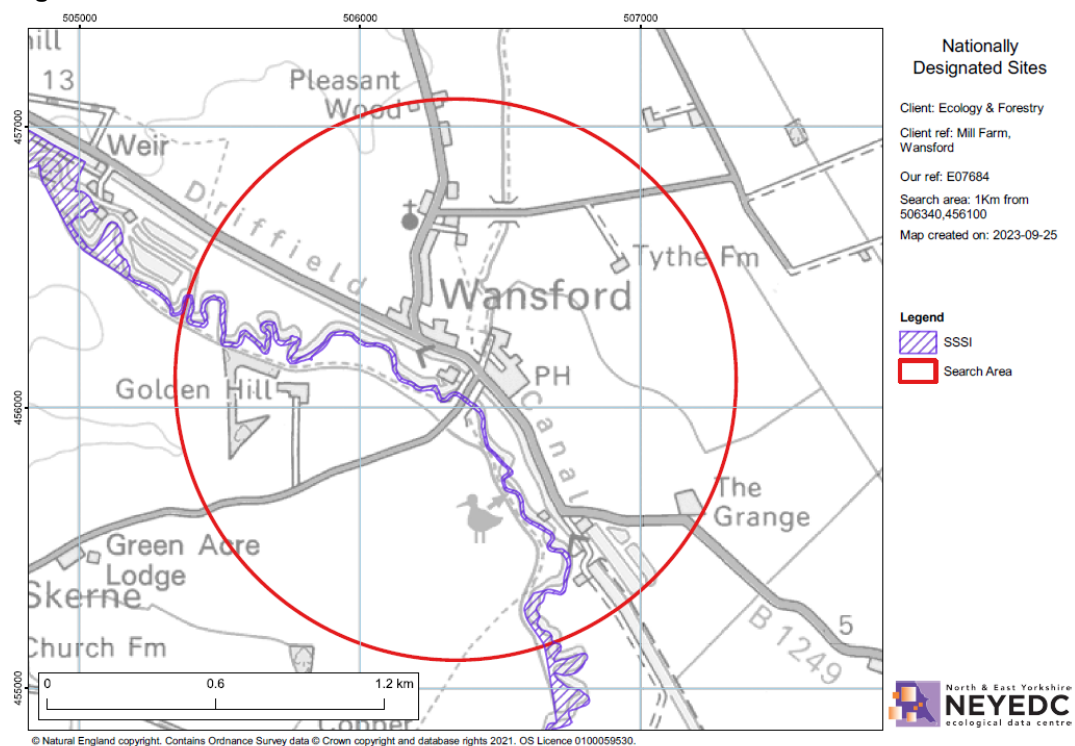 505000
506000
507000
457000
456000
455000
hill
13
Pleasant
Wood
Weir
Driffield
Canal
Tythe Fm
Wansford
PH
Golden Hill
The
Grange
Green Acre
Lodge
Skerne
Church Fm
5
B 1249
0
0.6
1.2 km
Copper
© Natural England copyright. Contains Ordnance Survey data © Crown copyright and database rights 2021. OS Licence 0100059530.
Nationally
Designated Sites
Client: Ecology & Forestry
Client ref: Mill Farm,
Wansford
Our ref: E07684
Search area: 1Km from
506340,456100
Map created on: 2023-09-25
Legend
SSSI
Search Area
North & East Yorkshire
NEYEDC
ecological data centre